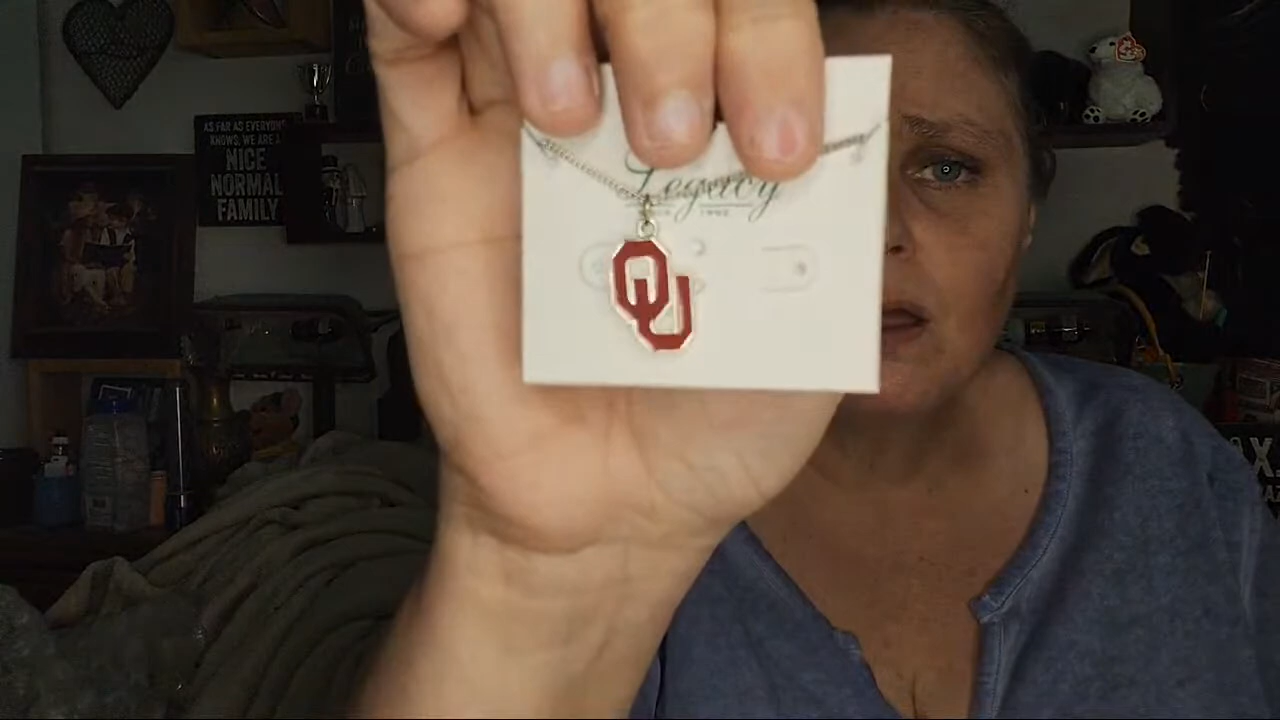 AS FAR AS EVERYONE
KNOWS, WE ARE A
NICE
NORMAL
FAMILY
Legacy
OU